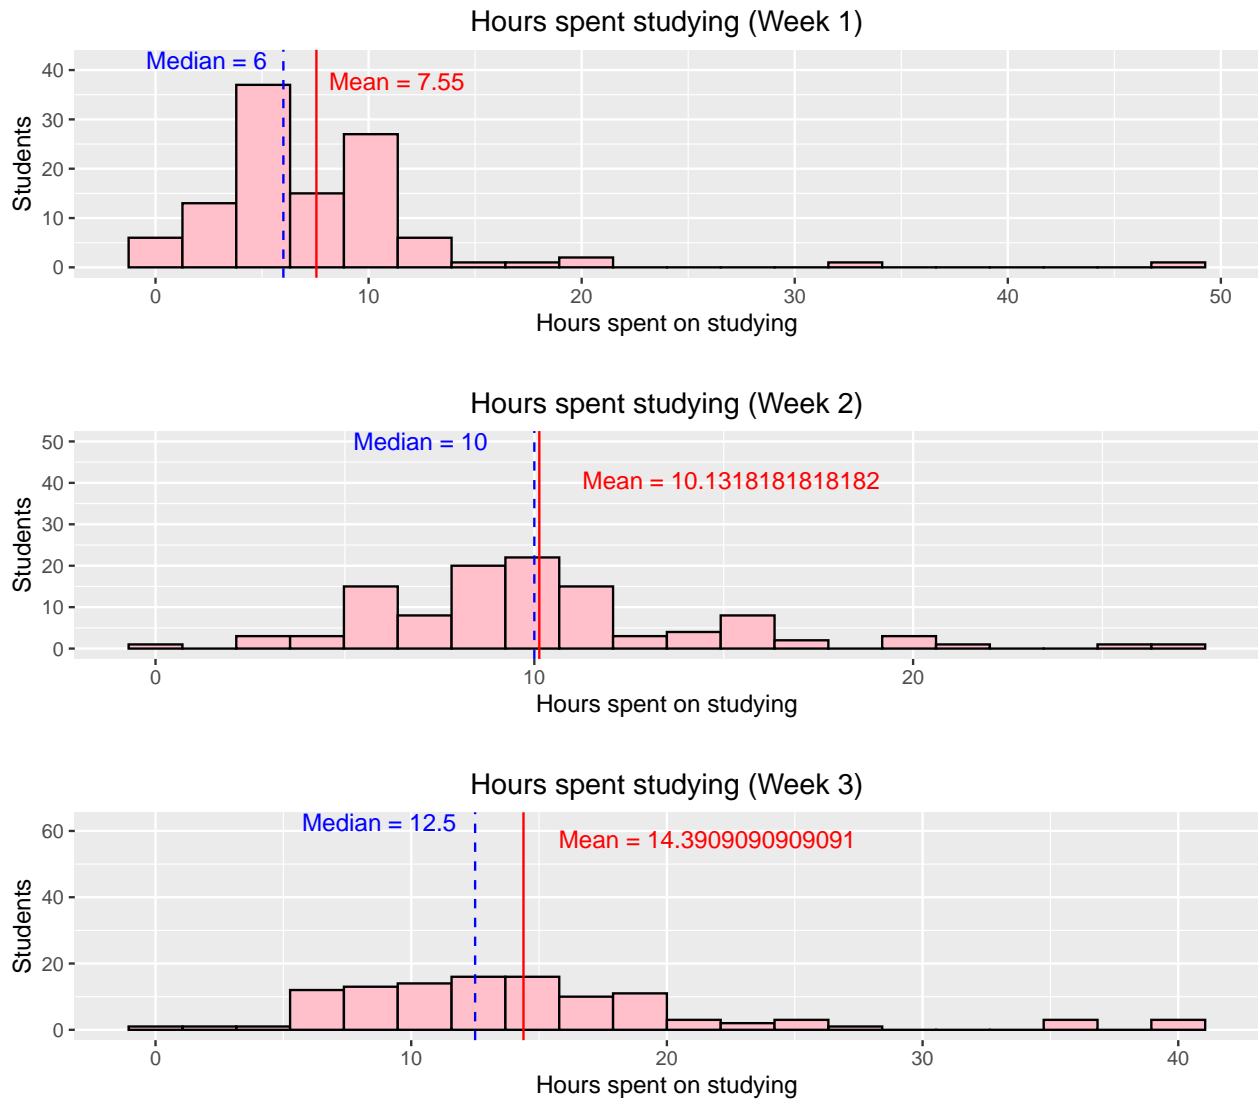 Hours spent studying (Week 1)
Median = 6
Mean = 7.55
40
30
20
10
0
Students
0 10 20 30 40 50
Hours spent on studying
Hours spent studying (Week 2)
Median = 10
Mean = 10.1318181818182
50
40
30
20
10
0
Students
0 10 20
Hours spent on studying
Hours spent studying (Week 3)
Median = 12.5
Mean = 14.3909090909091
60
40
20
0
Students
0 10 20 30 40
Hours spent on studying